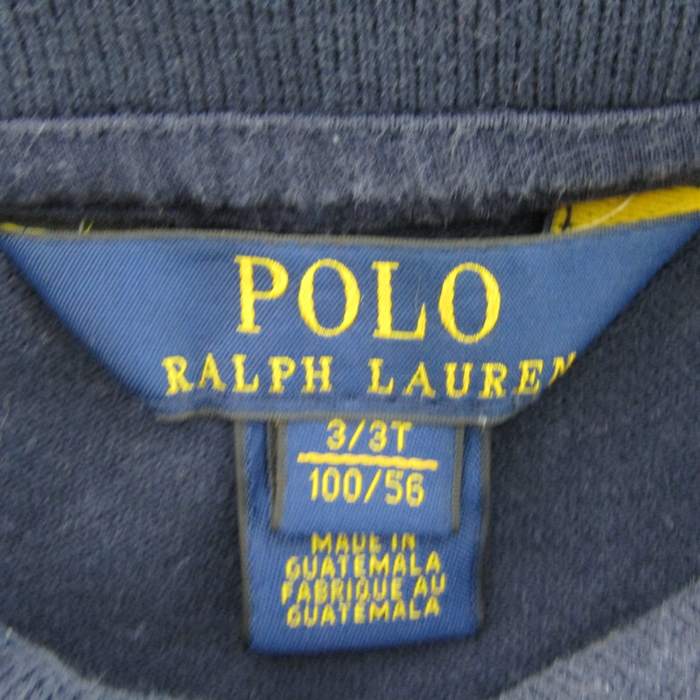 POLO
RALPH LAUREN
3/3T
100/56
MADE IN
GUATEMALA
FABRIQUE AU
GUATEMALA